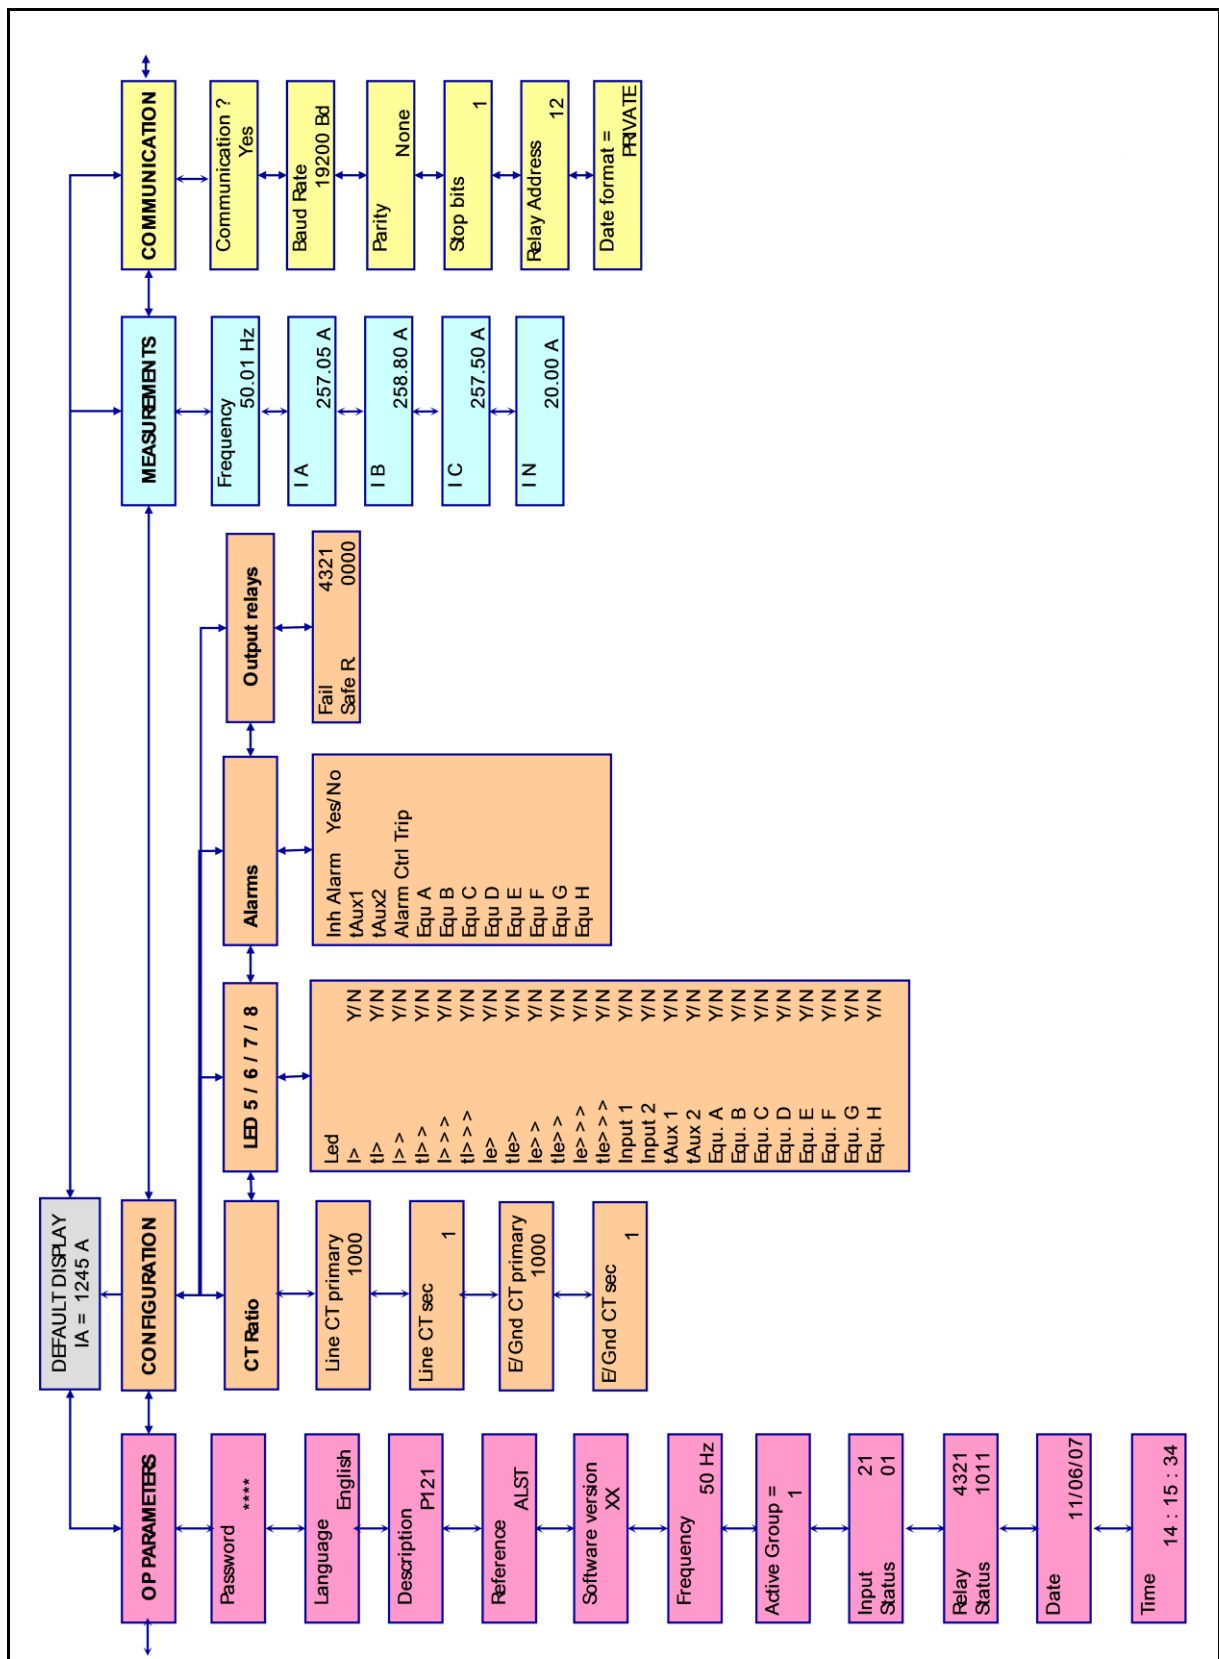 DEFAULT DISPLAY
IA = 1245 A
OP PARAMETERS
Password
****
Language
English
Description
P121
Reference
ALST
Software version
XX
Frequency
50 Hz
Active Group =
1
Input 21
Status 01
Relay 4321
Status 1011
Date
11/06/07
Time
14 : 15 : 34
CONFIGURATION
CT Ratio
Line CT primary
1000
Line CT sec
1
E/Gnd CT primary
1000
E/Gnd CT sec
1
LED 5 / 6 / 7 / 8
Led
I> Y/N
tI> Y/N
I>> Y/N
tI>> Y/N
I>>> Y/N
tI>>> Y/N
Ie> Y/N
tIe> Y/N
Ie>> Y/N
tIe>> Y/N
Ie>>> Y/N
tIe>>> Y/N
Input 1 Y/N
Input 2 Y/N
tAux 1 Y/N
tAux 2 Y/N
Equ. A Y/N
Equ. B Y/N
Equ. C Y/N
Equ. D Y/N
Equ. E Y/N
Equ. F Y/N
Equ. G Y/N
Equ. H Y/N
Alarms
Inh Alarm Yes/No
tAux1
tAux2
Alarm Ctrl Trip
Equ A
Equ B
Equ C
Equ D
Equ E
Equ F
Equ G
Equ H
Output relays
Fail 4321
Safe R 0000
MEASUREMENTS
Frequency
50.01 Hz
I A
257.05 A
I B
258.80 A
I C
257.50 A
I N
20.00 A
COMMUNICATION
Communication ?
Yes
Baud Rate
19200 Bd
Parity
None
Stop bits
1
Relay Address
12
Date format =
PRIVATE